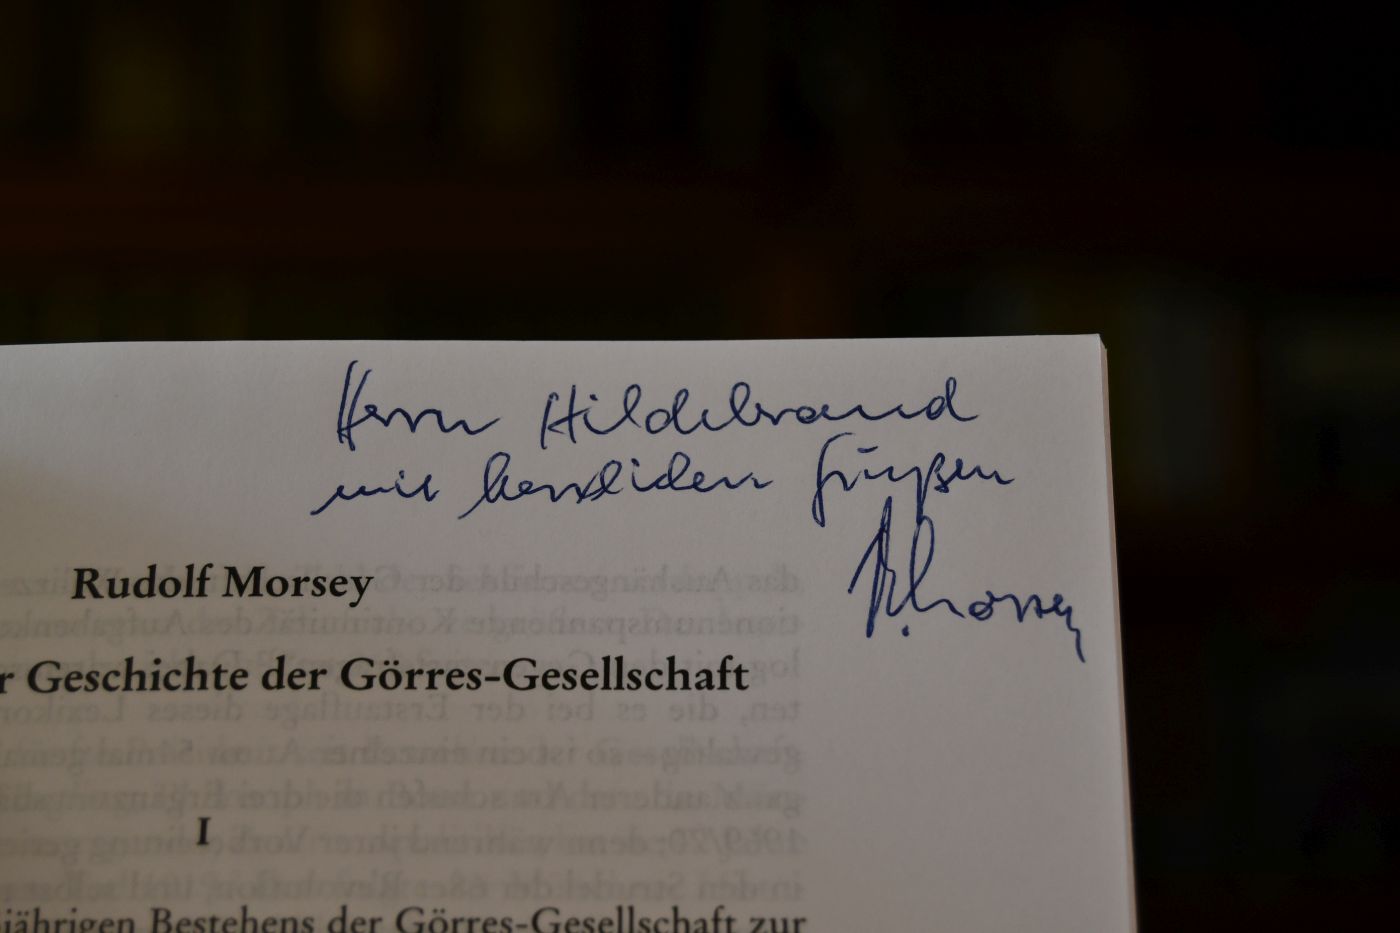 Herrn Hildebrand
mit herzlichen Grüßen
R. Morsey
Rudolf Morsey
r Geschichte der Görres-Gesellschaft
I
jährigen Bestehens der Görres-Gesellschaft zur